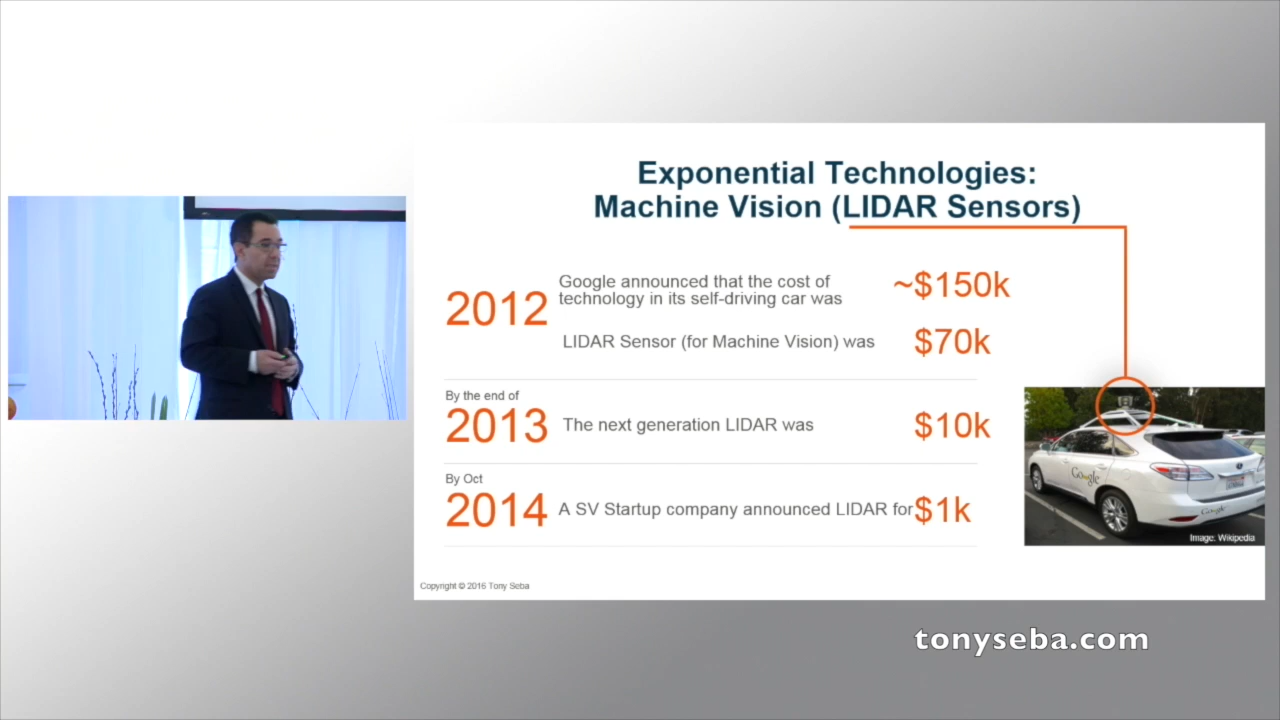 Exponential Technologies:
Machine Vision (LIDAR Sensors)
2012
Google announced that the cost of
technology in its self-driving car was
~$150k
LIDAR Sensor (for Machine Vision) was
$70k
By the end of
2013
The next generation LIDAR was
$10k
By Oct
2014
A SV Startup company announced LIDAR for
$1k
Google
Google
Image: Wikipedia
Copyright © 2016 Tony Seba
tonyseba.com